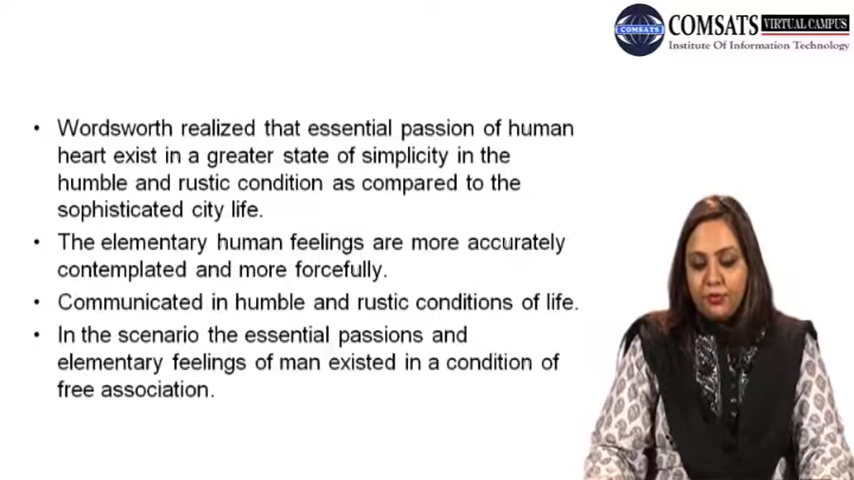 COMSATS
COMSATS VIRTUAL CAMPUS
Institute Of Information Technology
• Wordsworth realized that essential passion of human
heart exist in a greater state of simplicity in the
humble and rustic condition as compared to the
sophisticated city life.
• The elementary human feelings are more accurately
contemplated and more forcefully.
• Communicated in humble and rustic conditions of life.
• In the scenario the essential passions and
elementary feelings of man existed in a condition of
free association.